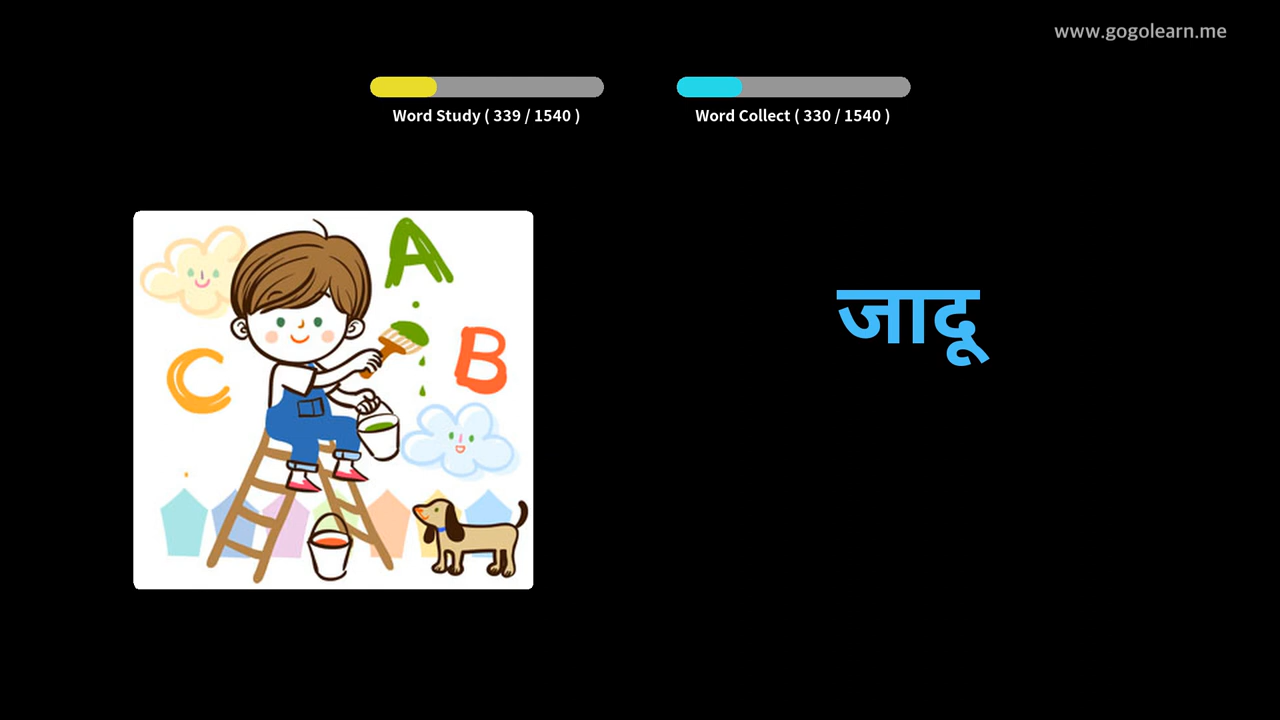 www.gogolearn.me
Word Study ( 339 / 1540 )
Word Collect ( 330 / 1540 )
A
B
C
जादू